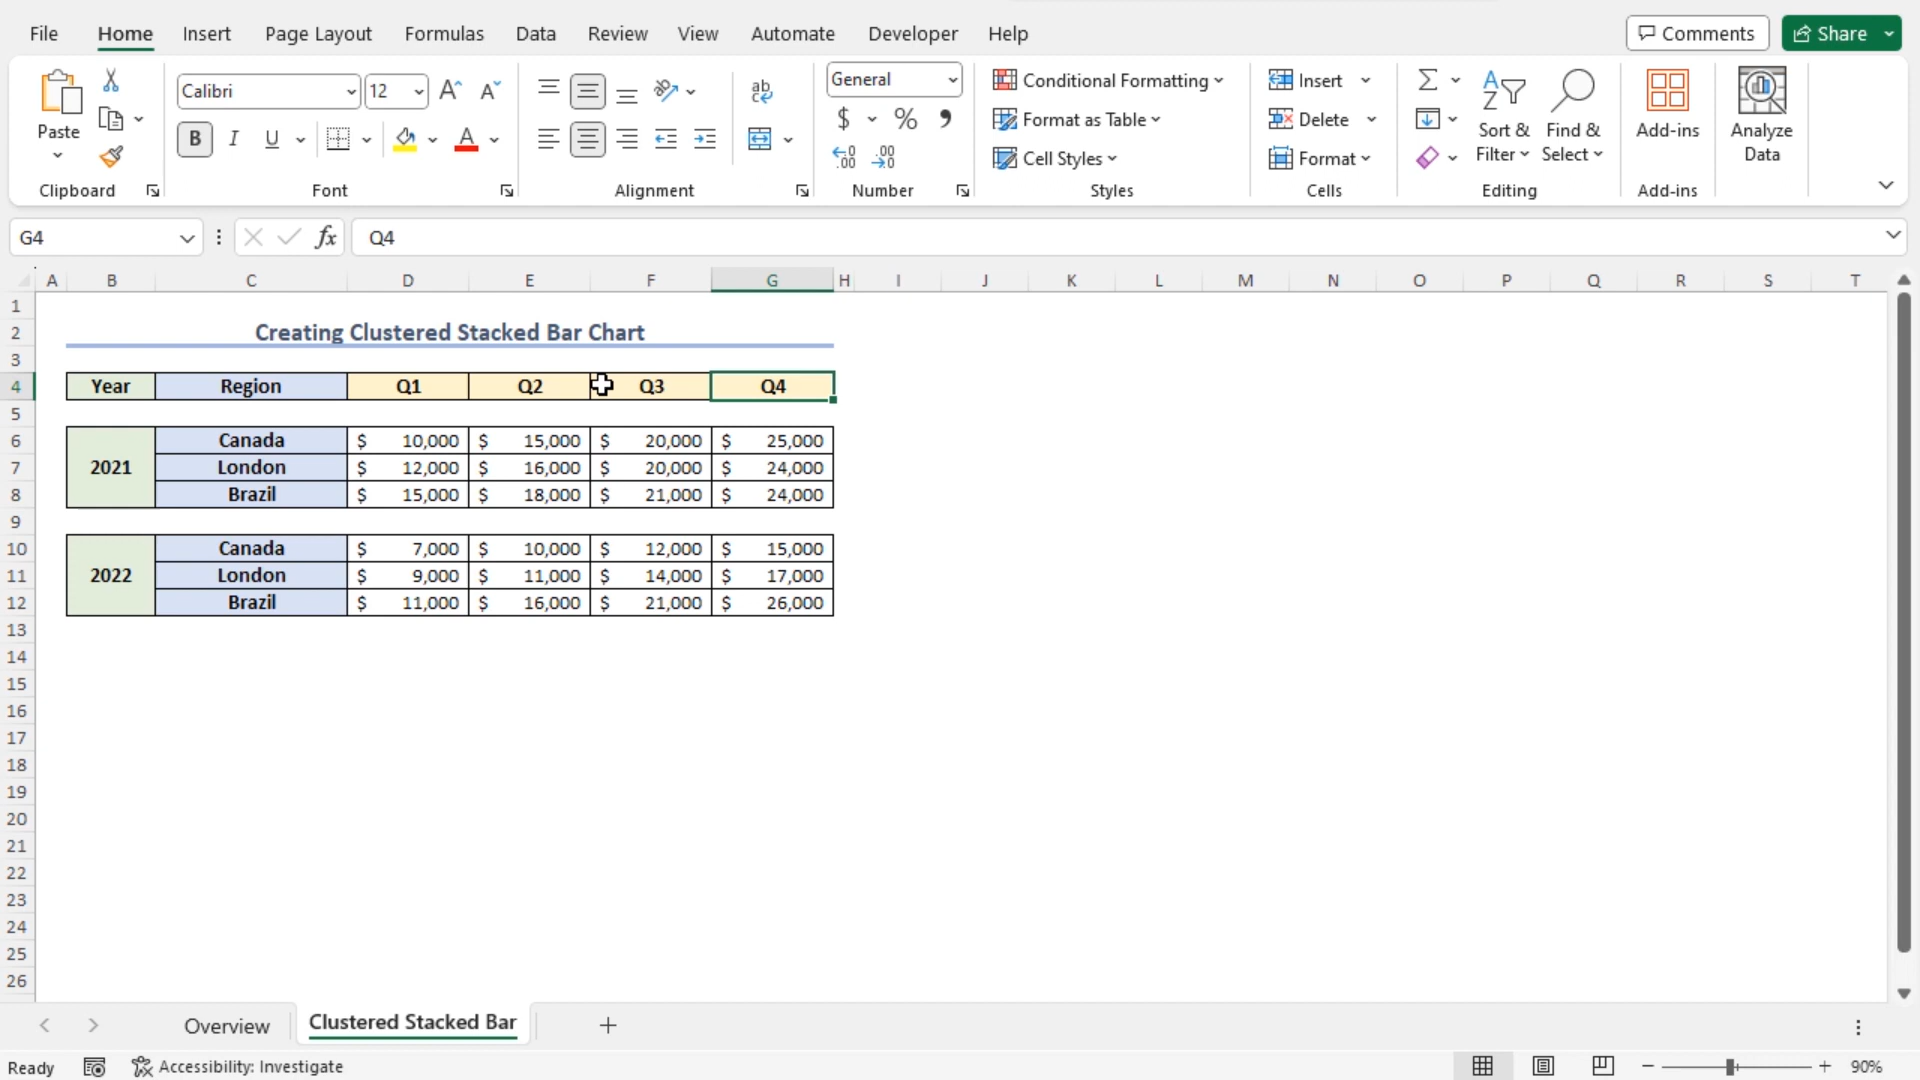 File Home Insert Page Layout Formulas Data Review View Automate Developer Help Comments Share
Paste
Clipboard
Calibri 12
B I U
Font
ab
Alignment
General
$ % ,
Number
Conditional Formatting
Format as Table
Cell Styles
Styles
Insert
Delete
Format
Cells
Sort & Filter
Find & Select
Editing
Add-ins
Add-ins
Analyze Data
G4 fx Q4
A B C D E F G H I J K L M N O P Q R S T
1
2 Creating Clustered Stacked Bar Chart
3
4 Year Region Q1 Q2 Q3 Q4
5
6 Canada $ 10,000 $ 15,000 $ 20,000 $ 25,000
7 2021 London $ 12,000 $ 16,000 $ 20,000 $ 24,000
8 Brazil $ 15,000 $ 18,000 $ 21,000 $ 24,000
9
10 Canada $ 7,000 $ 10,000 $ 12,000 $ 15,000
11 2022 London $ 9,000 $ 11,000 $ 14,000 $ 17,000
12 Brazil $ 11,000 $ 16,000 $ 21,000 $ 26,000
13
14
15
16
17
18
19
20
21
22
23
24
25
26
Overview Clustered Stacked Bar
Ready Accessibility: Investigate 90%